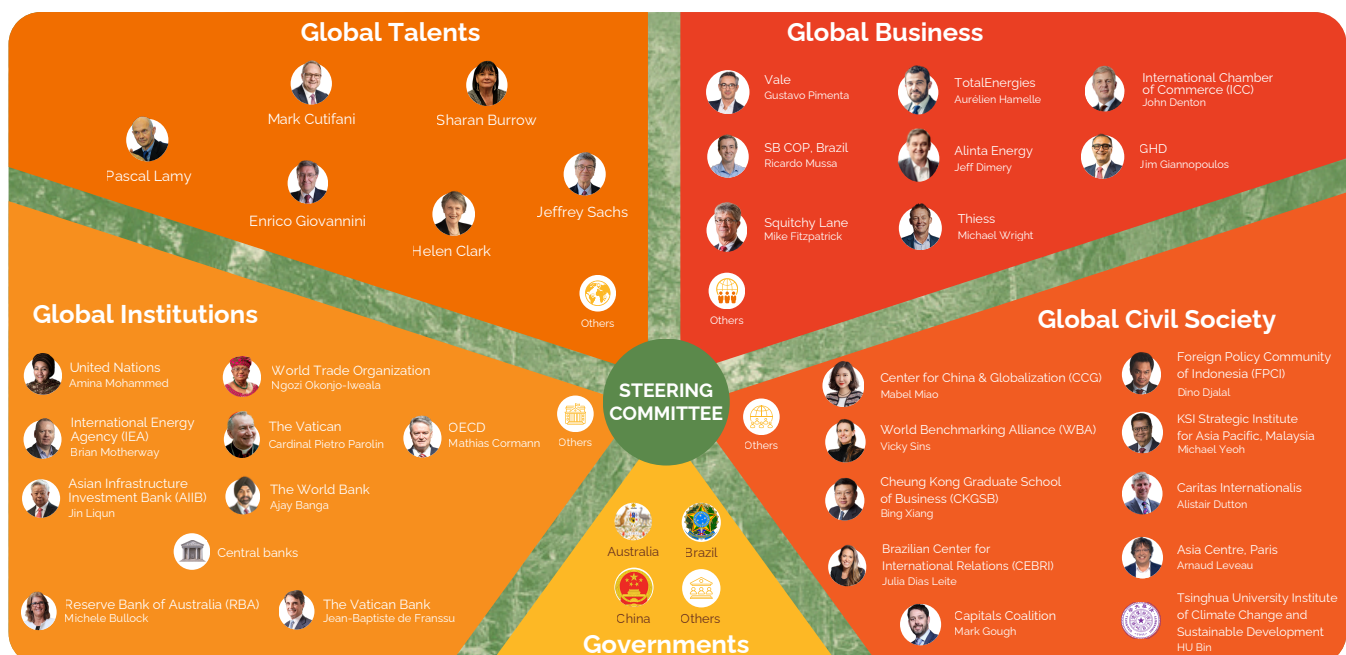 Global Talents
Mark Cutifani
Sharan Burrow
Pascal Lamy
Enrico Giovannini
Helen Clark
Jeffrey Sachs
Others
Global Business
Vale
Gustavo Pimenta
TotalEnergies
Aurélien Hamelle
International Chamber
of Commerce (ICC)
John Denton
SB COP, Brazil
Ricardo Mussa
Alinta Energy
Jeff Dimery
GHD
Jim Giannopoulos
Squitchy Lane
Mike Fitzpatrick
Thiess
Michael Wright
Others
Global Institutions
United Nations
Amina Mohammed
World Trade Organization
Ngozi Okonjo-Iweala
International Energy
Agency (IEA)
Brian Motherway
The Vatican
Cardinal Pietro Parolin
OECD
Mathias Cormann
Others
Asian Infrastructure
Investment Bank (AIIB)
Jin Liqun
The World Bank
Ajay Banga
Central banks
Reserve Bank of Australia (RBA)
Michele Bullock
The Vatican Bank
Jean-Baptiste de Franssu
STEERING
COMMITTEE
Australia
Brazil
China
Others
Governments
Global Civil Society
Others
Center for China & Globalization (CCG)
Mabel Miao
World Benchmarking Alliance (WBA)
Vicky Sins
Cheung Kong Graduate School
of Business (CKGSB)
Bing Xiang
Brazilian Center for
International Relations (CEBRI)
Julia Dias Leite
Capitals Coalition
Mark Gough
Foreign Policy Community
of Indonesia (FPCI)
Dino Djalal
KSI Strategic Institute
for Asia Pacific, Malaysia
Michael Yeoh
Caritas Internationalis
Alistair Dutton
Asia Centre, Paris
Arnaud Leveau
Tsinghua University Institute
of Climate Change and
Sustainable Development
HU Bin